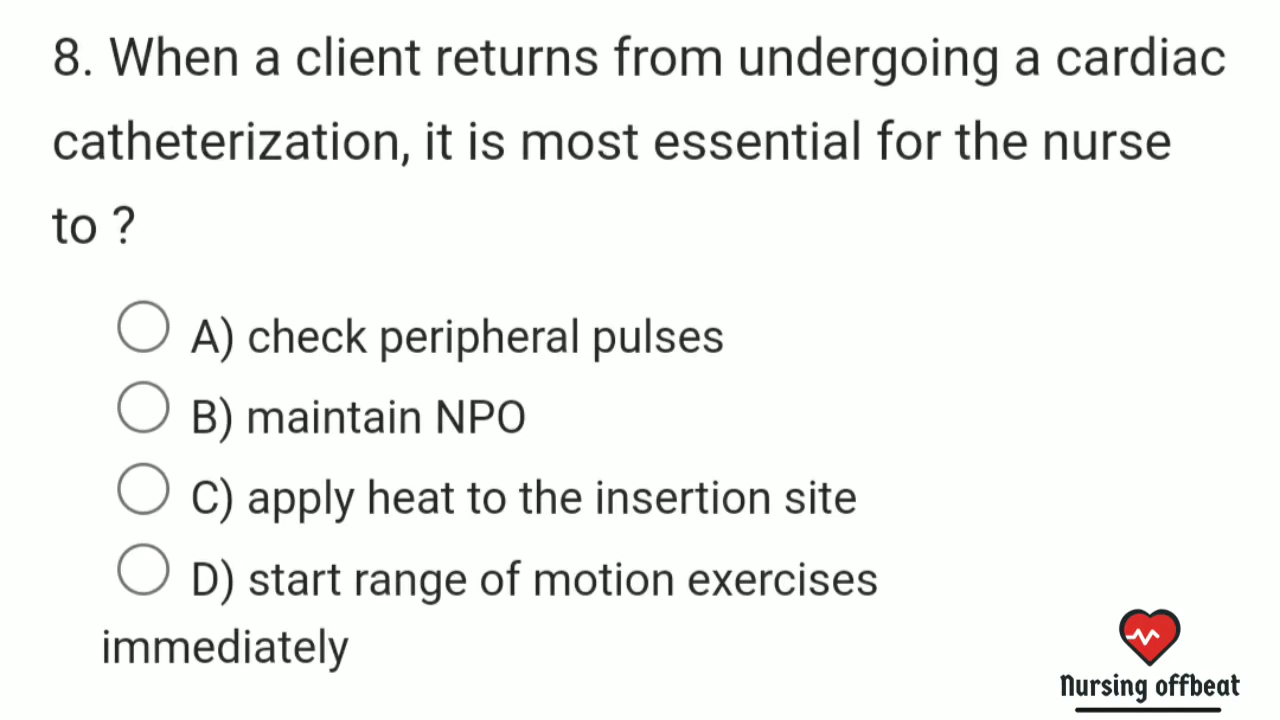 8. When a client returns from undergoing a cardiac
catheterization, it is most essential for the nurse
to ?
A) check peripheral pulses
B) maintain NPO
C) apply heat to the insertion site
D) start range of motion exercises
immediately
Nursing offbeat